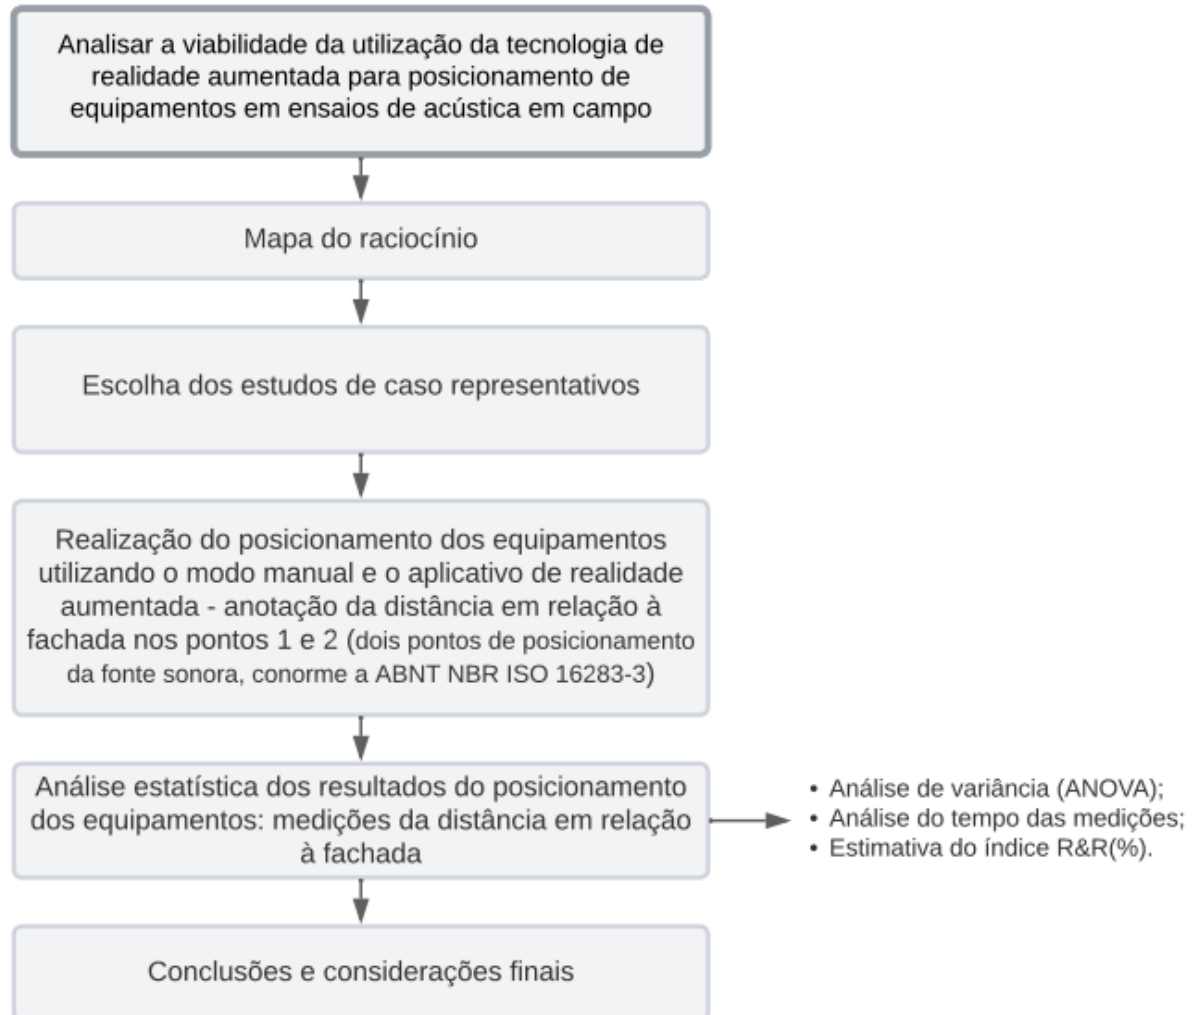 Analisar a viabilidade da utilização da tecnologia de
realidade aumentada para posicionamento de
equipamentos em ensaios de acústica em campo
Mapa do raciocínio
Escolha dos estudos de caso representativos
Realização do posicionamento dos equipamentos
utilizando o modo manual e o aplicativo de realidade
aumentada - anotação da distância em relação à
fachada nos pontos 1 e 2 (dois pontos de posicionamento
da fonte sonora, conorme a ABNT NBR ISO 16283-3)
Análise estatística dos resultados do posicionamento
dos equipamentos: medições da distância em relação
à fachada
• Análise de variância (ANOVA);
• Análise do tempo das medições;
• Estimativa do índice R&R(%).
Conclusões e considerações finais